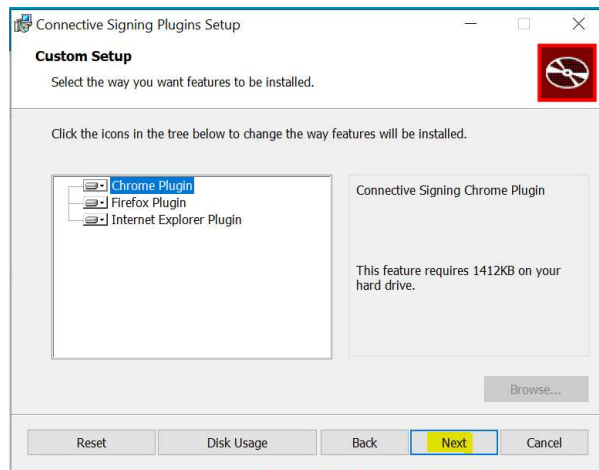 Connective Signing Plugins Setup
Custom Setup
Select the way you want features to be installed.
Click the icons in the tree below to change the way features will be installed.
Chrome Plugin
Firefox Plugin
Internet Explorer Plugin
Connective Signing Chrome Plugin
This feature requires 1412KB on your
hard drive.
Browse...
Reset Disk Usage Back Next Cancel